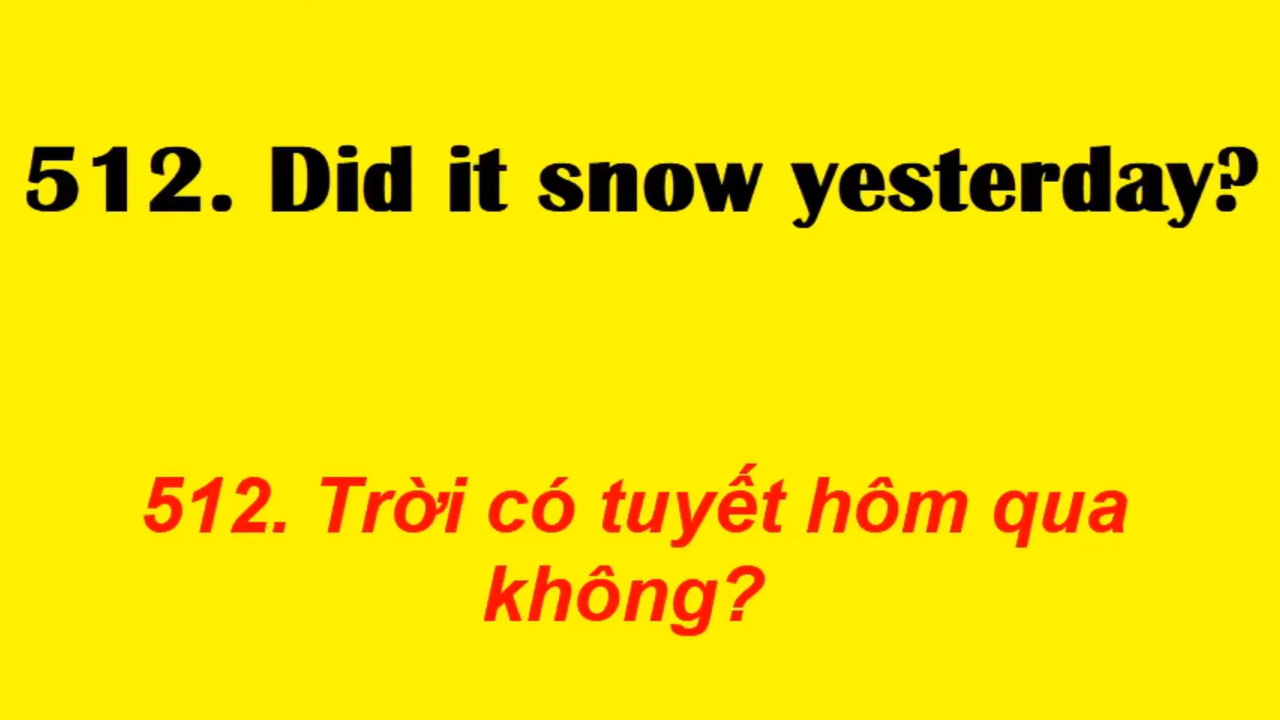 512. Did it snow yesterday?
512. Trời có tuyết hôm qua
không?